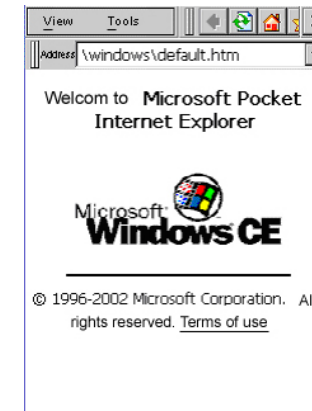 View Tools
Address \windows\default.htm
Welcom to Microsoft Pocket
Internet Explorer
Microsoft
Windows CE
© 1996-2002 Microsoft Corporation. Al
rights reserved. Terms of use